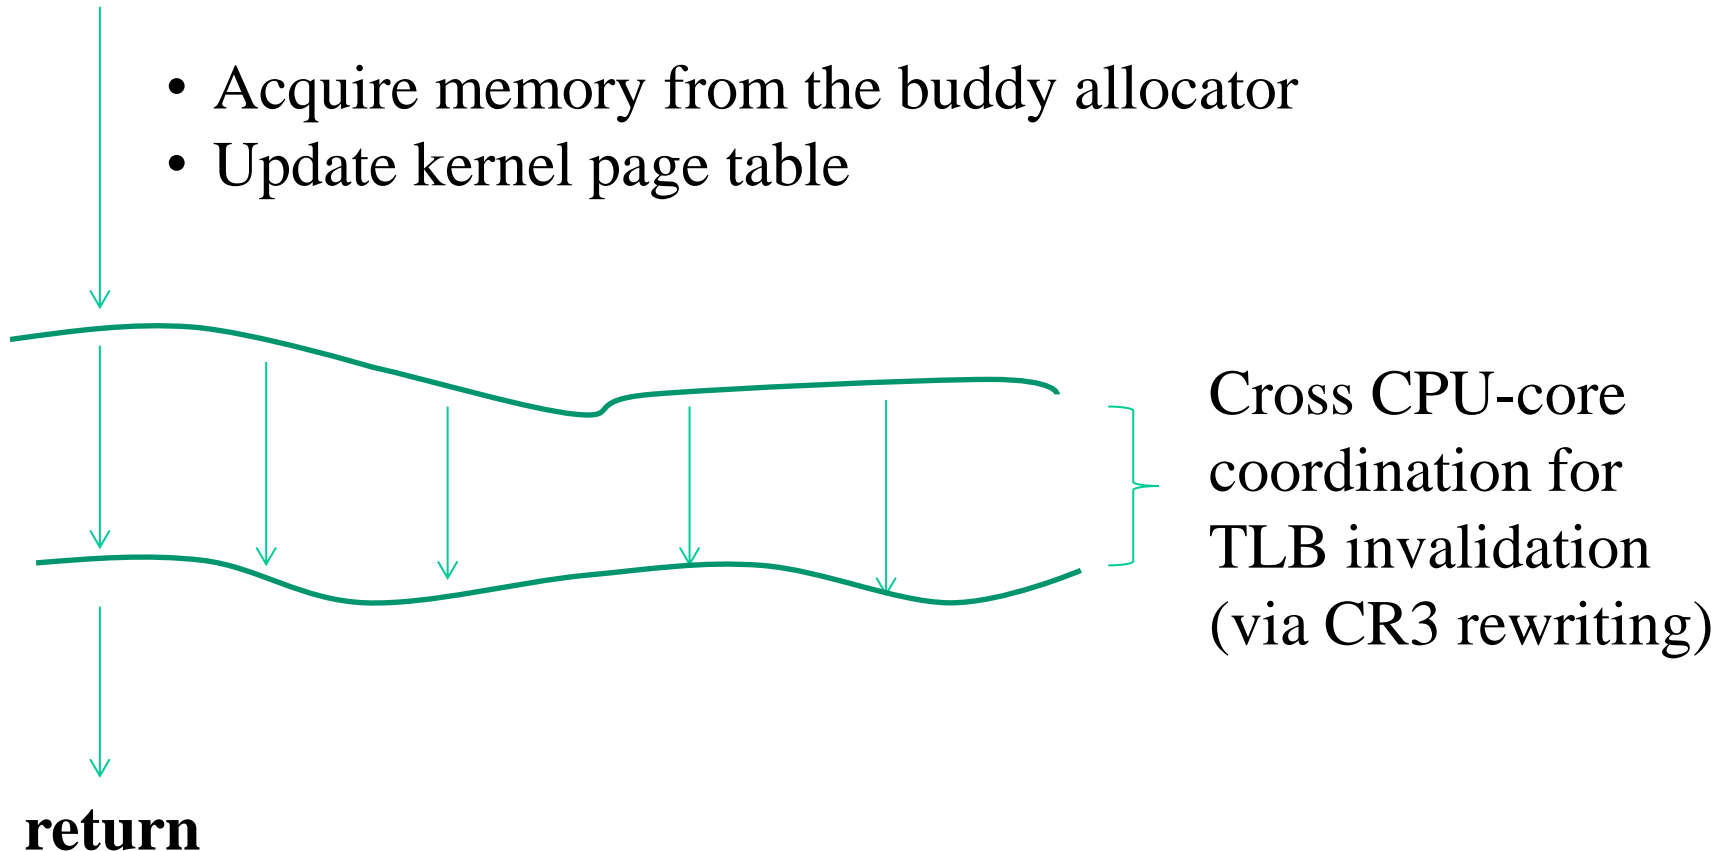 • Acquire memory from the buddy allocator
• Update kernel page table
Cross CPU-core
coordination for
TLB invalidation
(via CR3 rewriting)
return